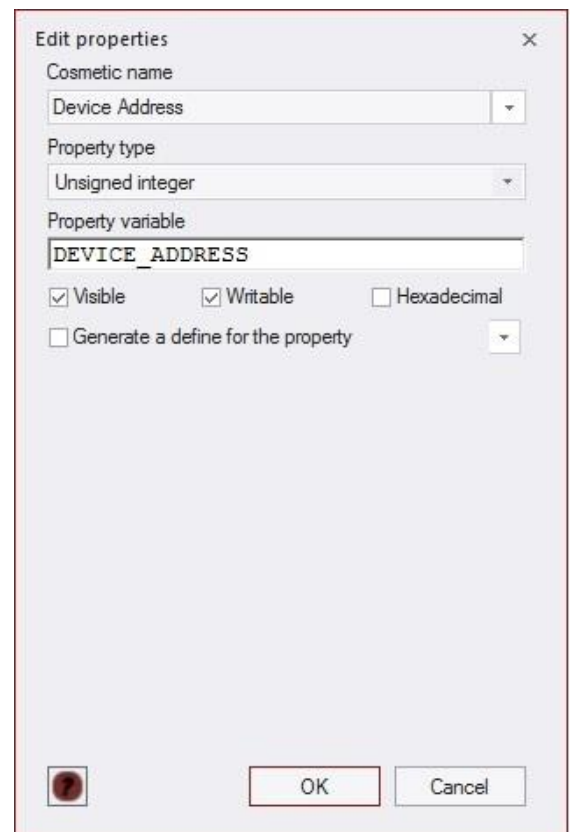 Edit properties
Cosmetic name
Device Address
Property type
Unsigned integer
Property variable
DEVICE_ADDRESS
Visible Writable Hexadecimal
Generate a define for the property
?
OK Cancel